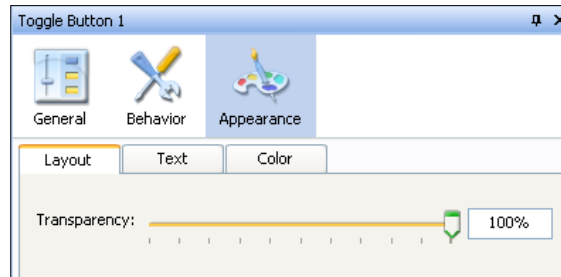 Toggle Button 1
General Behavior Appearance
Layout Text Color
Transparency: 100%